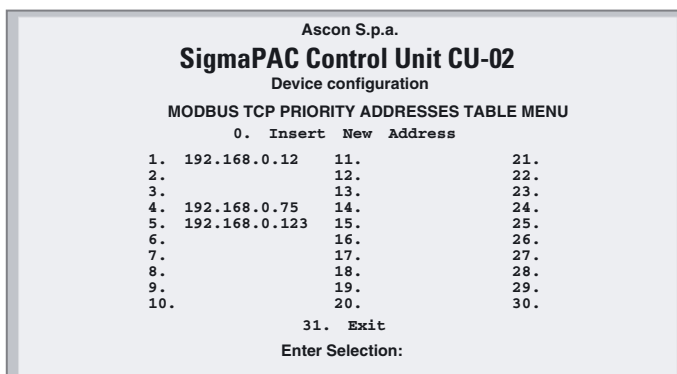 Ascon S.p.a.
SigmaPAC Control Unit CU-02
Device configuration
MODBUS TCP PRIORITY ADDRESSES TABLE MENU
0. Insert New Address
1. 192.168.0.12 11. 21.
2. 12. 22.
3. 13. 23.
4. 192.168.0.75 14. 24.
5. 192.168.0.123 15. 25.
6. 16. 26.
7. 17. 27.
8. 18. 28.
9. 19. 29.
10. 20. 30.
31. Exit
Enter Selection: